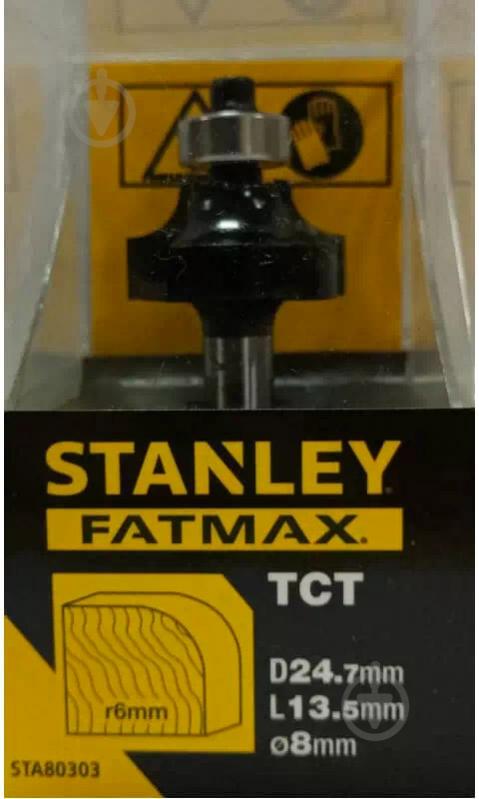 STANLEY
FATMAX.
TCT
D24.7mm
L13.5mm
ø8mm
r6mm
STA80303